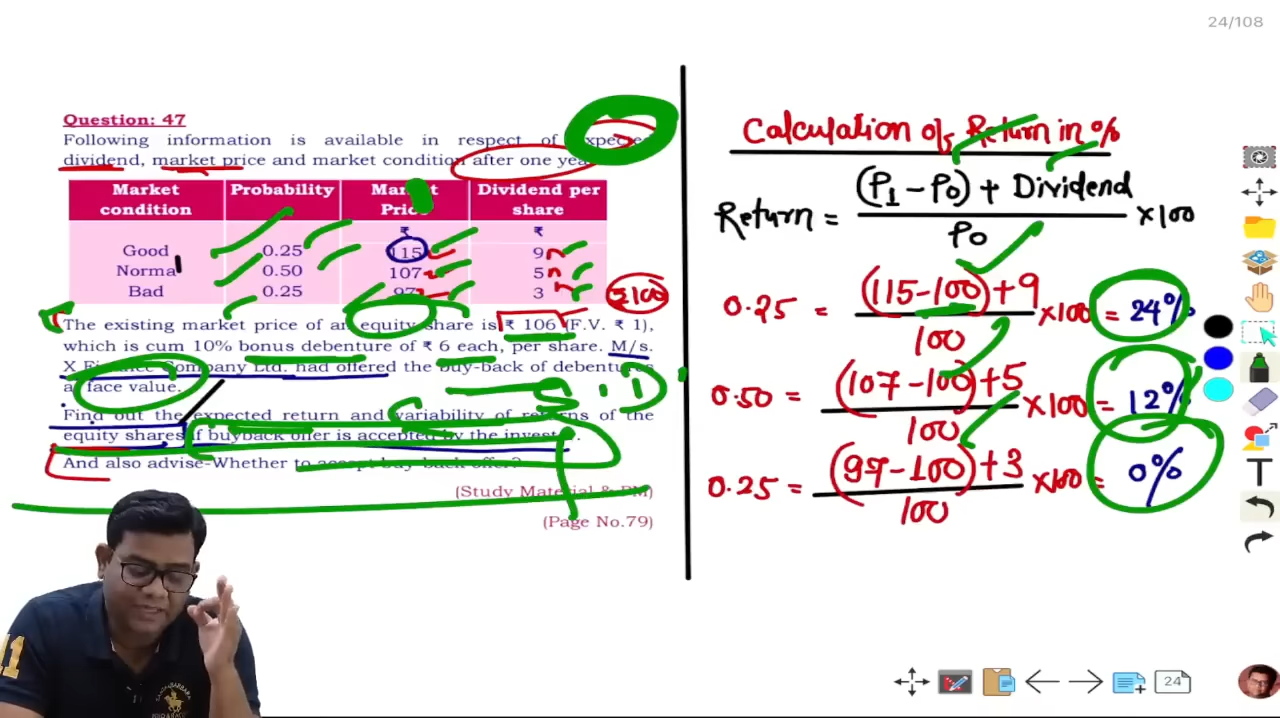 24/108
Question: 47
Following information is available in respect of expected
dividend, market price and market condition after one year
Market condition Probability Market Price Dividend per share
₹ ₹
Good 0.25 115 9
Norma 0.50 107 5
Bad 0.25 97 3
₹100
The existing market price of an equity share is ₹ 106 (F.V. ₹ 1),
which is cum 10% bonus debenture of ₹ 6 each, per share. M/s.
X Finance Company Ltd. had offered the buy-back of debentures
at face value.
Find out the expected return and variability of returns of the
equity shares if buyback offer is accepted by the investor.
And also advise-Whether to accept buy-back offer?
(Study Material & PM)
(Page No.79)
S.D
Calculation of Return in %
Return = (P1 - P0) + Dividend / P0 ×100
0.25 = (115-100)+9 / 100 ×100 = 24%
0.50 = (107-100)+5 / 100 ×100 = 12%
0.25 = (97-100)+3 / 100 ×100 = 0%
T
24